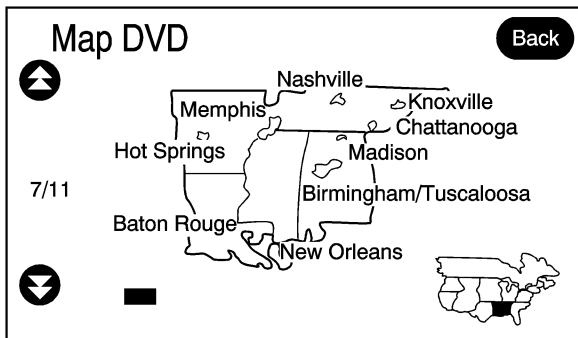 Map DVD
Back
Nashville
Memphis
Knoxville
Chattanooga
Hot Springs
Madison
7/11
Birmingham/Tuscaloosa
Baton Rouge
New Orleans